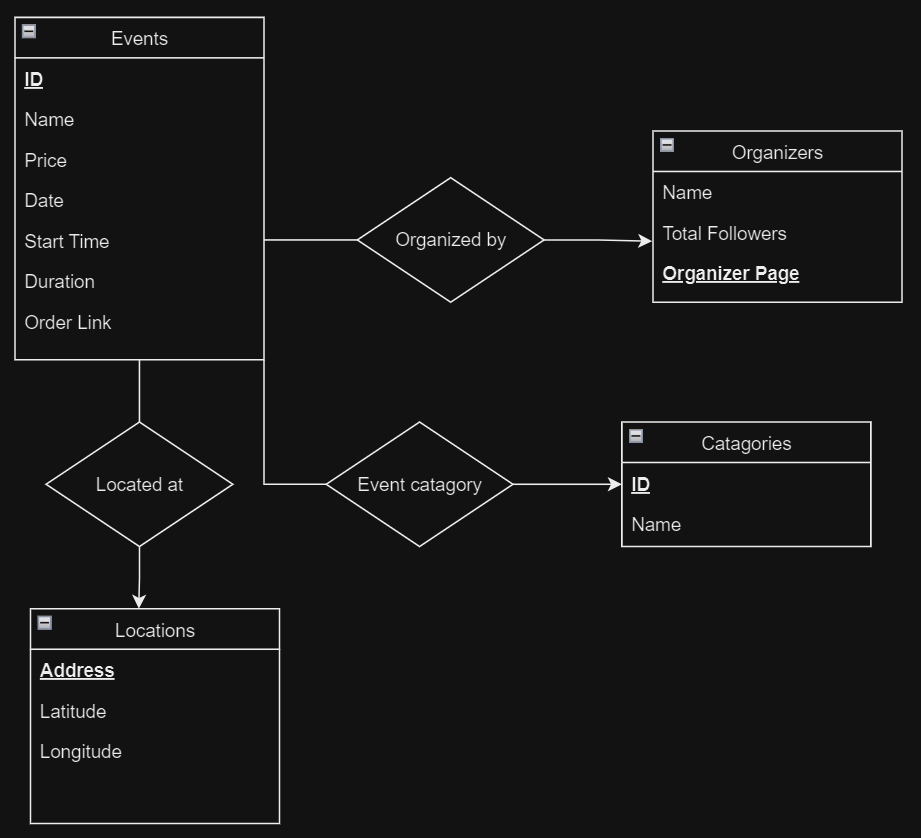 Events
ID
Name
Price
Date
Start Time
Duration
Order Link
Organized by
Organizers
Name
Total Followers
Organizer Page
Located at
Event catagory
Catagories
ID
Name
Locations
Address
Latitude
Longitude